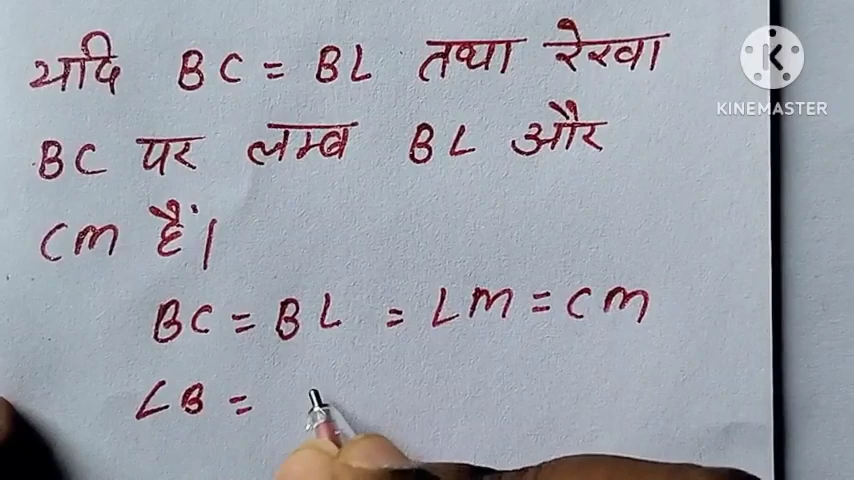 यदि BC = BL तथा रेखा
BC पर लम्ब BL और
CM हैं।
BC = BL = LM = CM
∠B =
KINEMASTER